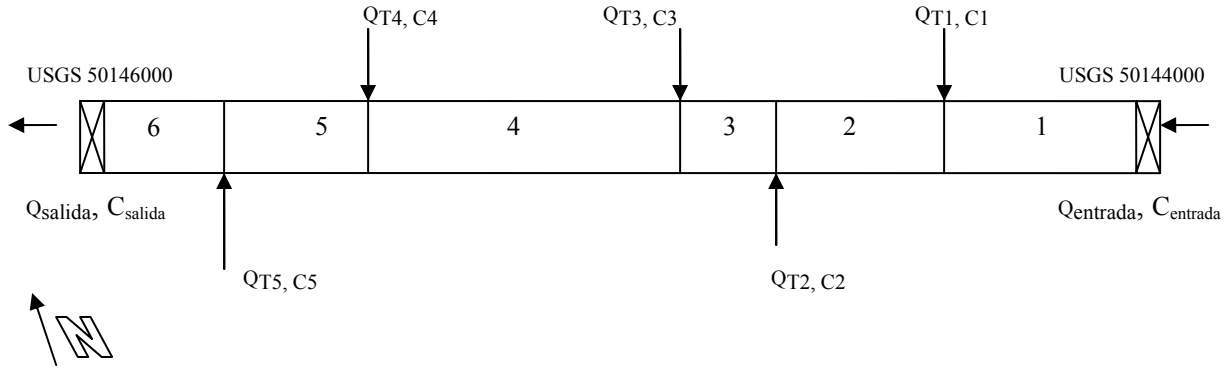 QT4, C4
QT3, C3
QT1, C1
USGS 50146000
USGS 50144000
6
5
4
3
2
1
Qsalida, Csalida
Qentrada, Centrada
QT5, C5
QT2, C2
N